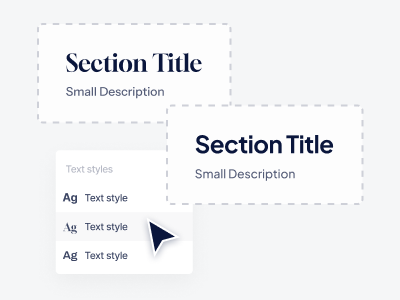 Section Title
Small Description
Section Title
Small Description
Text styles
Ag Text style
Ag Text style
Ag Text style